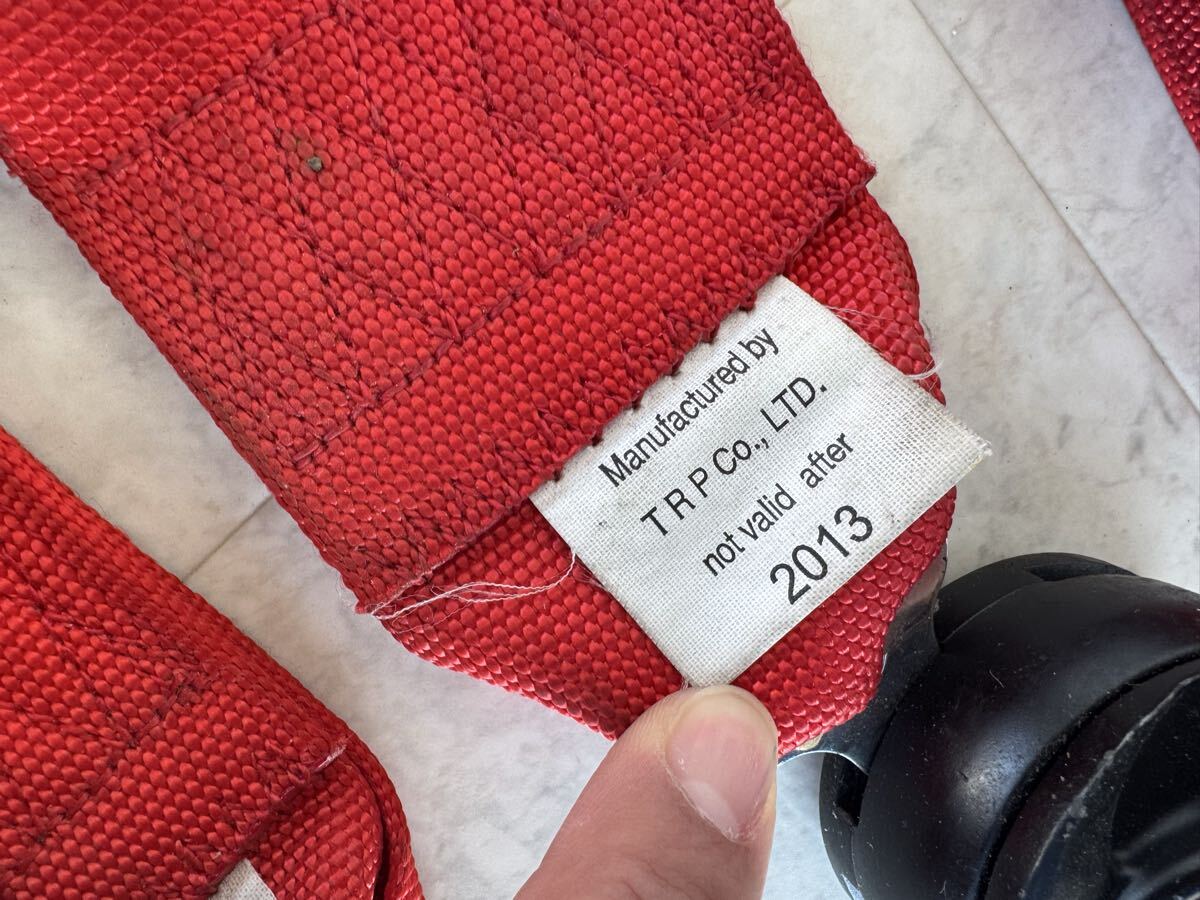 Manufactured by
T R P Co., LTD.
not valid after
2013